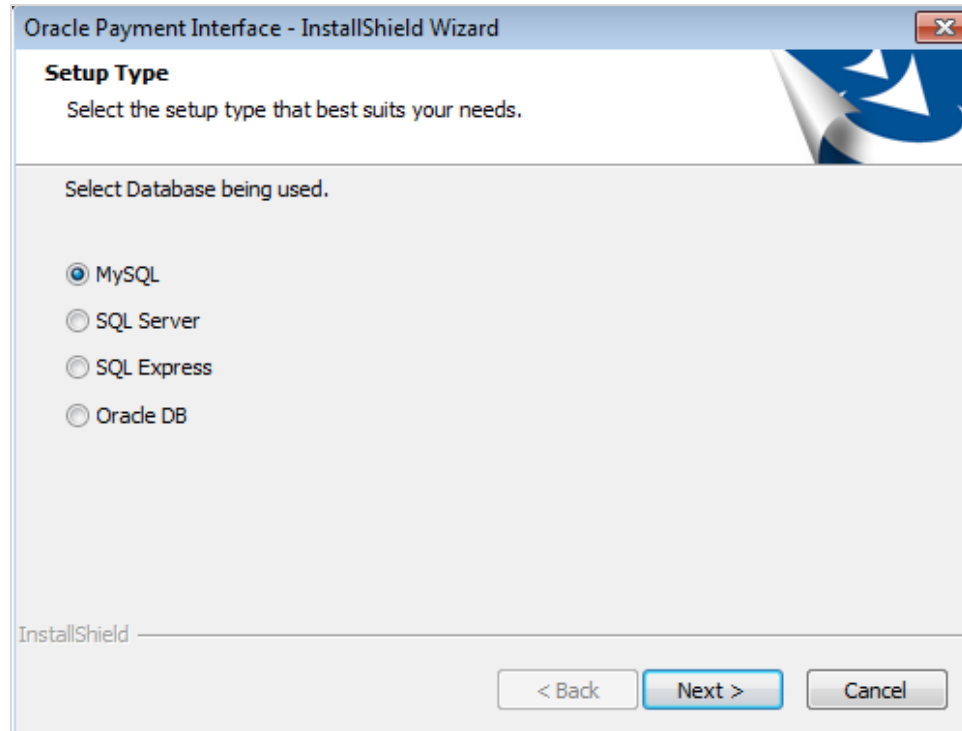 Oracle Payment Interface - InstallShield Wizard
Setup Type
Select the setup type that best suits your needs.
Select Database being used.
MySQL
SQL Server
SQL Express
Oracle DB
InstallShield
< Back
Next >
Cancel